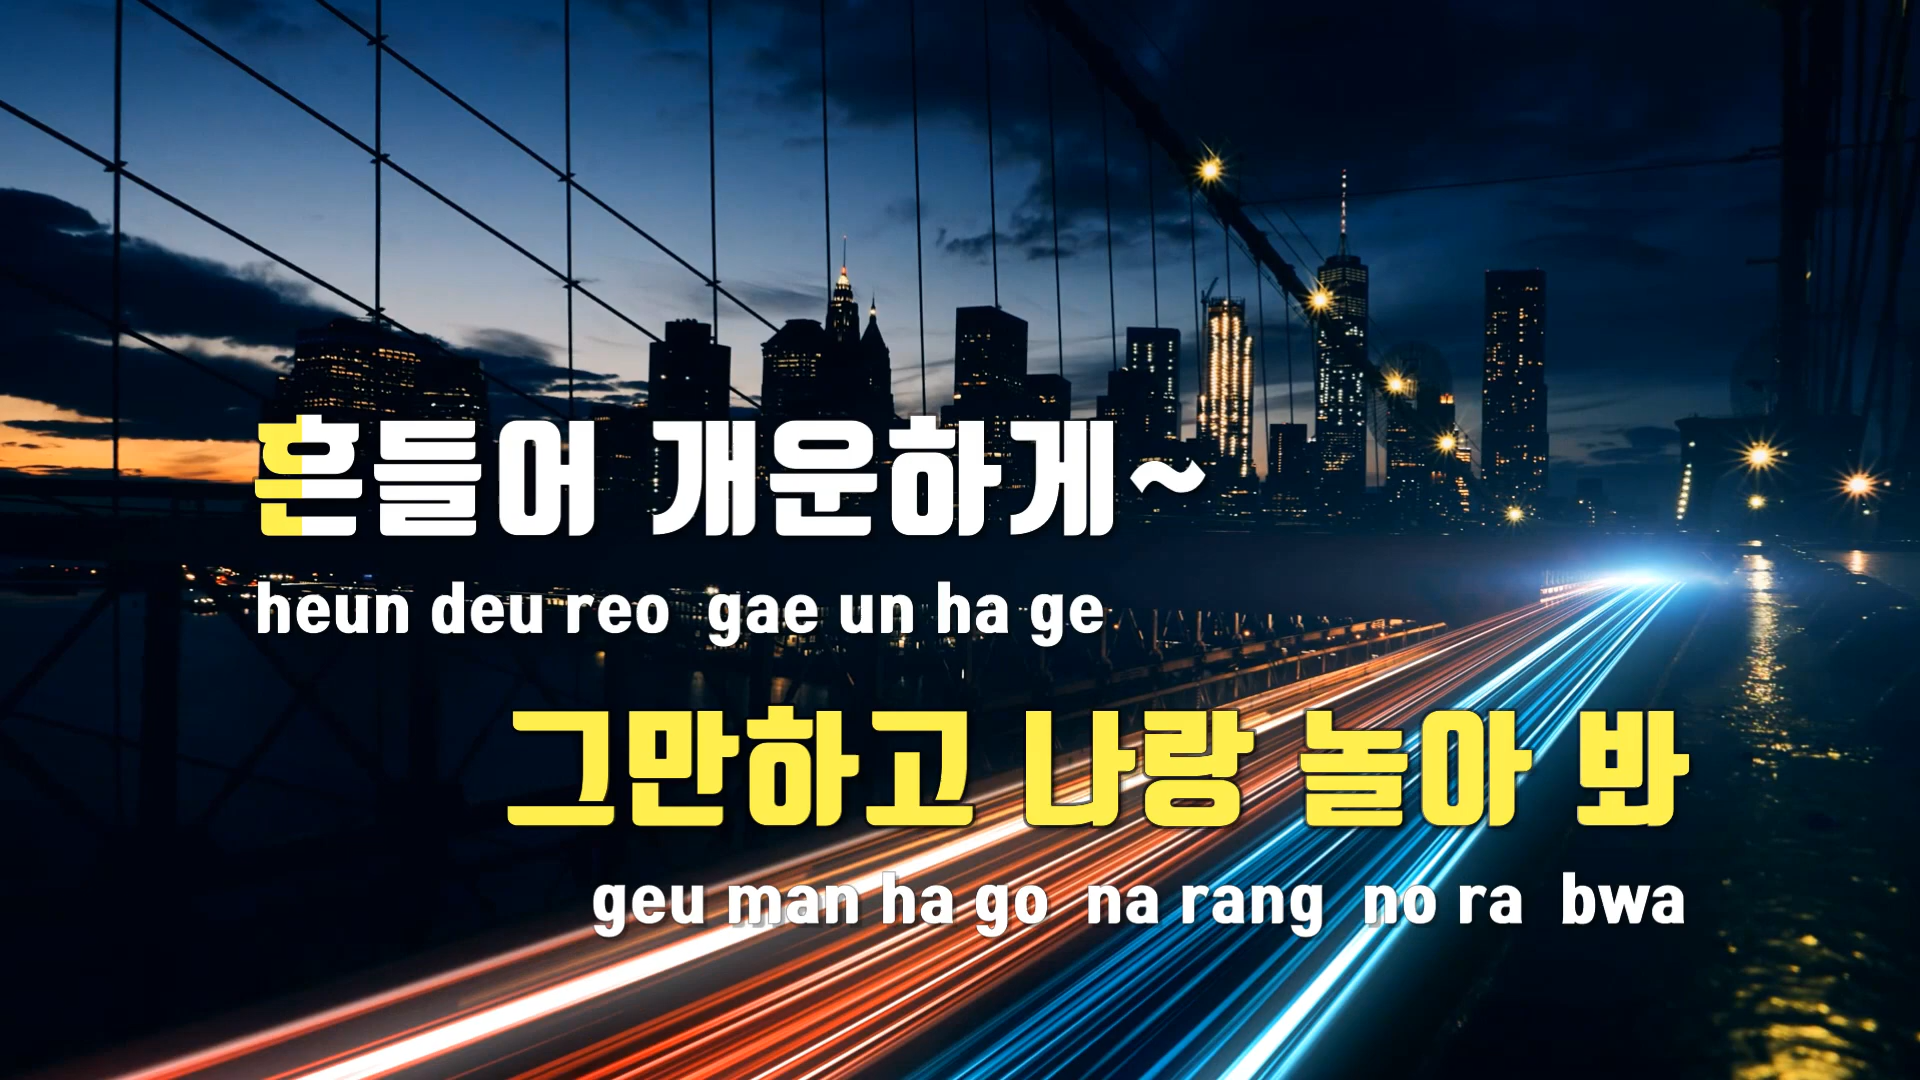 흔들어 개운하게~
heun deu reo gae un ha ge
그만하고 나랑 놀아 봐
geu man ha go na rang no ra bwa